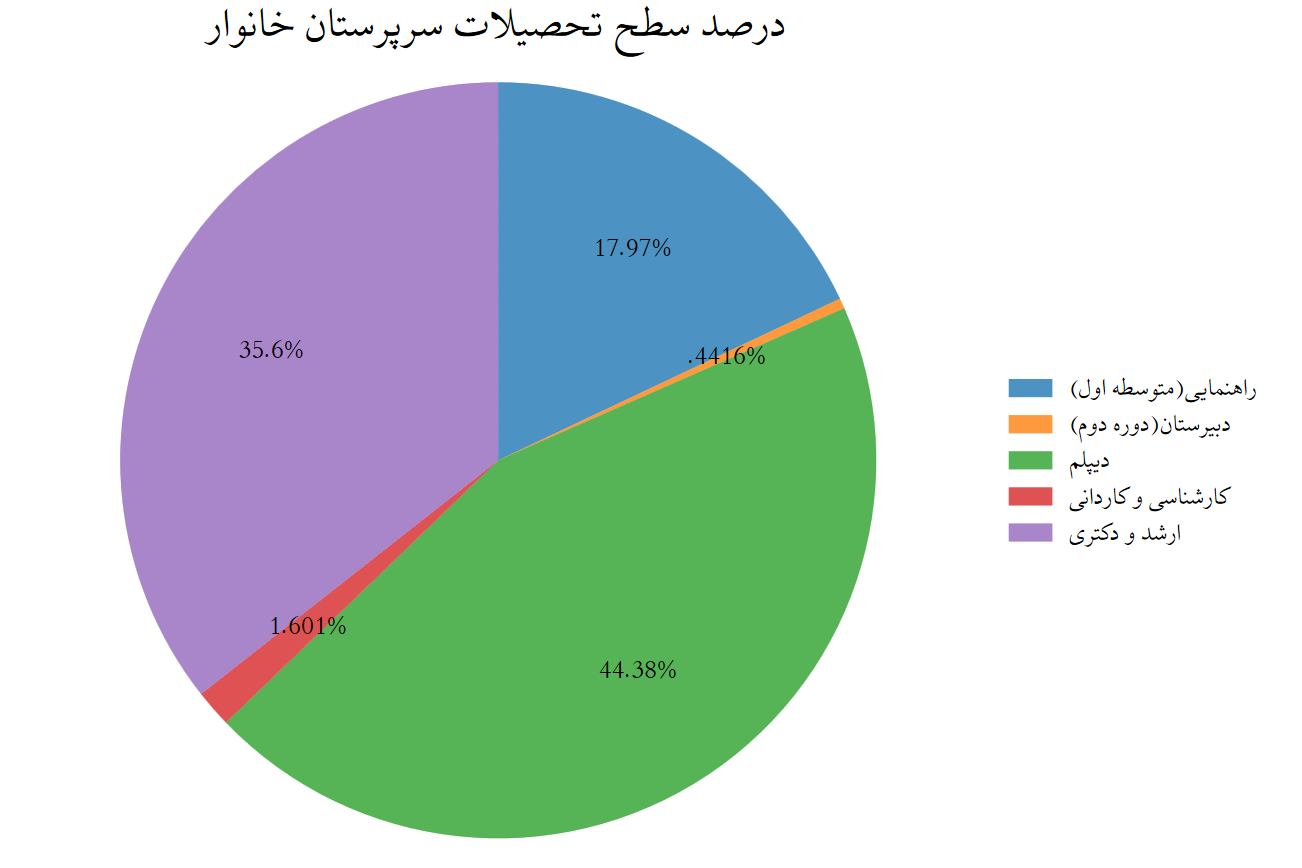 درصد سطح تحصیلات سرپرستان خانوار
17.97%
.4416%
35.6%
1.601%
44.38%
راهنمایی(متوسطه اول)
دبیرستان(دوره دوم)
دیپلم
کارشناسی و کاردانی
ارشد و دکتری